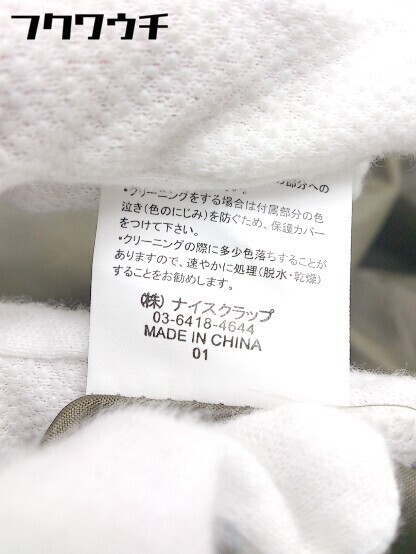 フクワウチ
部分への
・クリーニングをする場合は付属部分の色
泣き(色のにじみ)を防ぐため、保護カバー
をつけて下さい。
・クリーニングの際に多少色落ちすることが
ありますので、速やかに処理(脱水・乾燥)
することをお勧めします。
(株) ナイスクラップ
03-6418-4644
MADE IN CHINA
01